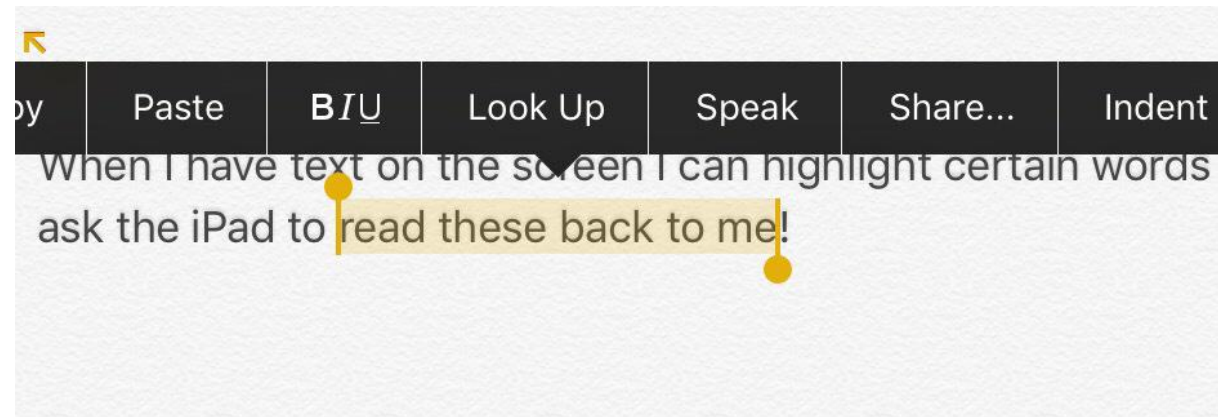 py Paste BIU Look Up Speak Share... Indent
When I have text on the screen I can highlight certain words
ask the iPad to read these back to me!